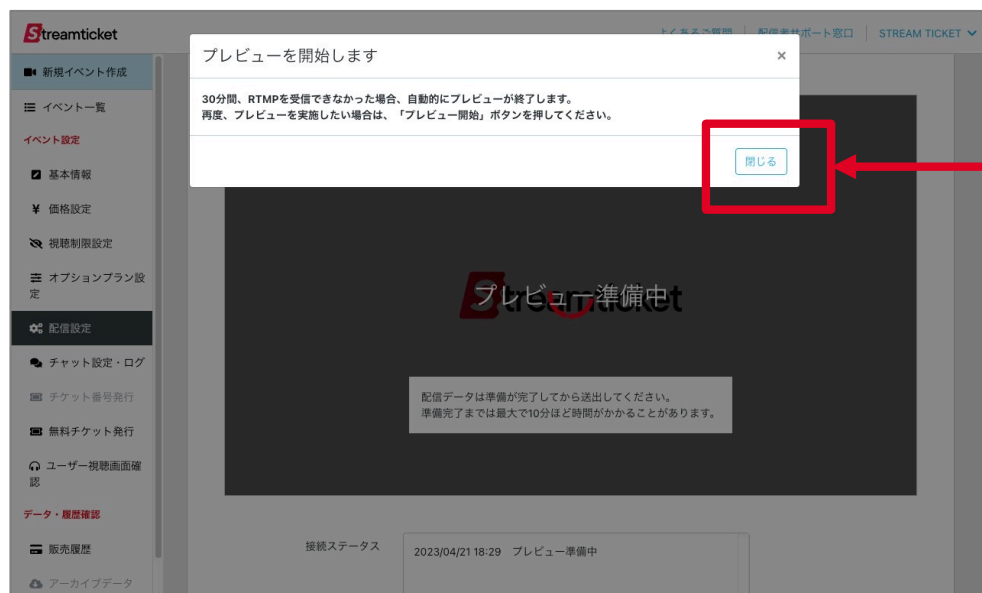 Streamticket
よくあるご質問
配信者サポート窓口
STREAM TICKET
新規イベント作成
イベント一覧
イベント設定
基本情報
価格設定
視聴制限設定
オプションプラン設
定
配信設定
チャット設定・ログ
チケット番号発行
無料チケット発行
ユーザー視聴画面確
認
データ・履歴確認
販売履歴
アーカイブデータ
プレビューを開始します
×
30分間、RTMPを受信できなかった場合、自動的にプレビューが終了します。
再度、プレビューを実施したい場合は、「プレビュー開始」ボタンを押してください。
閉じる
Streamticket
プレビュー準備中
配信データは準備が完了してから送出してください。
準備完了までは最大で10分ほど時間がかかることがあります。
接続ステータス
2023/04/21 18:29 プレビュー準備中